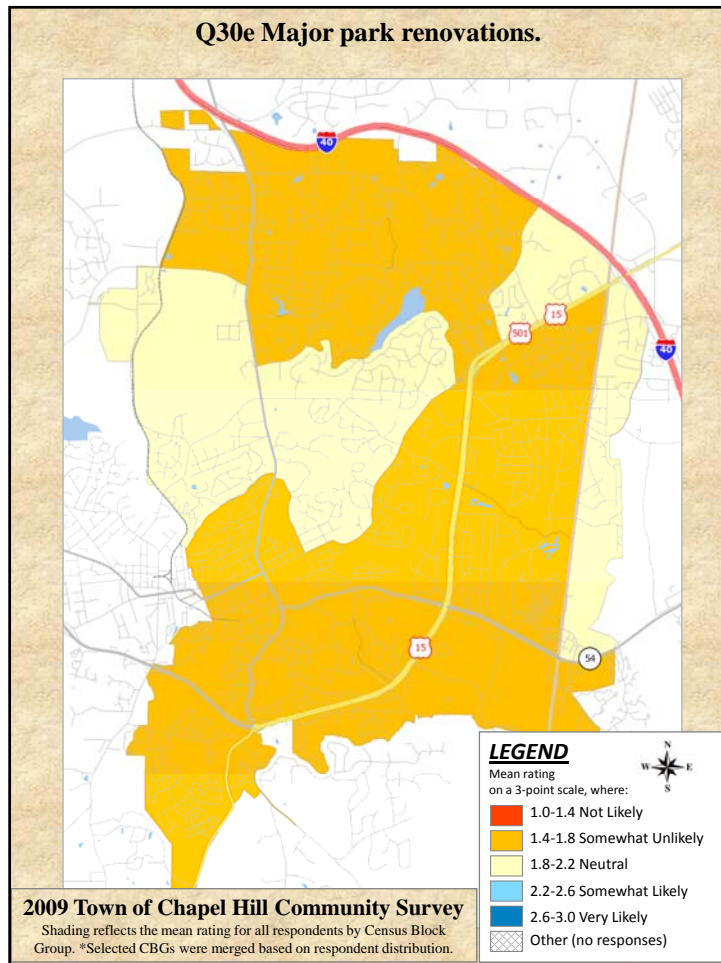 Q30e Major park renovations.
40
15
501
40
15
54
LEGEND
N
W E
S
Mean rating
on a 3-point scale, where:
1.0-1.4 Not Likely
1.4-1.8 Somewhat Unlikely
1.8-2.2 Neutral
2.2-2.6 Somewhat Likely
2.6-3.0 Very Likely
Other (no responses)
2009 Town of Chapel Hill Community Survey
Shading reflects the mean rating for all respondents by Census Block
Group. *Selected CBGs were merged based on respondent distribution.